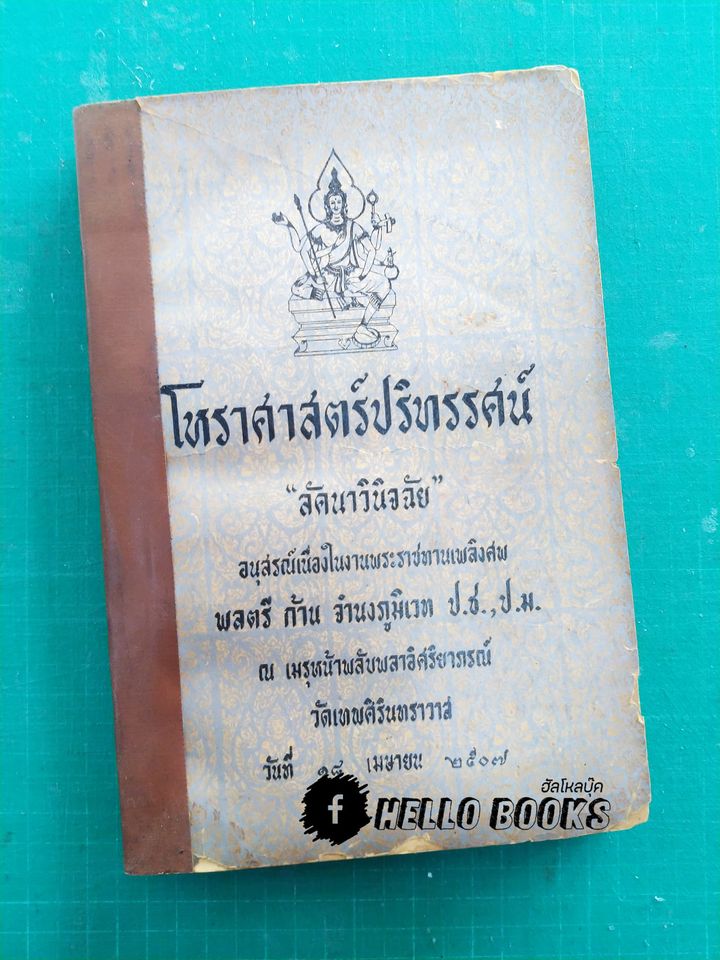 โหราศาสตร์ปริทรรศน์
“ลัคนาวินิจฉัย”
อนุสรณ์เนื่องในงานพระราชทานเพลิงศพ
พลตรี ก้าน จำนงภูมิเวท ป.ช.,ป.ม.
ณ เมรุหน้าพลับพลาอิศริยาภรณ์
วัดเทพศิรินทราวาส
วันที่ เมษายน ๒๕๐๗
ฮัลโหลบุ๊ค
f HELLO BOOKS